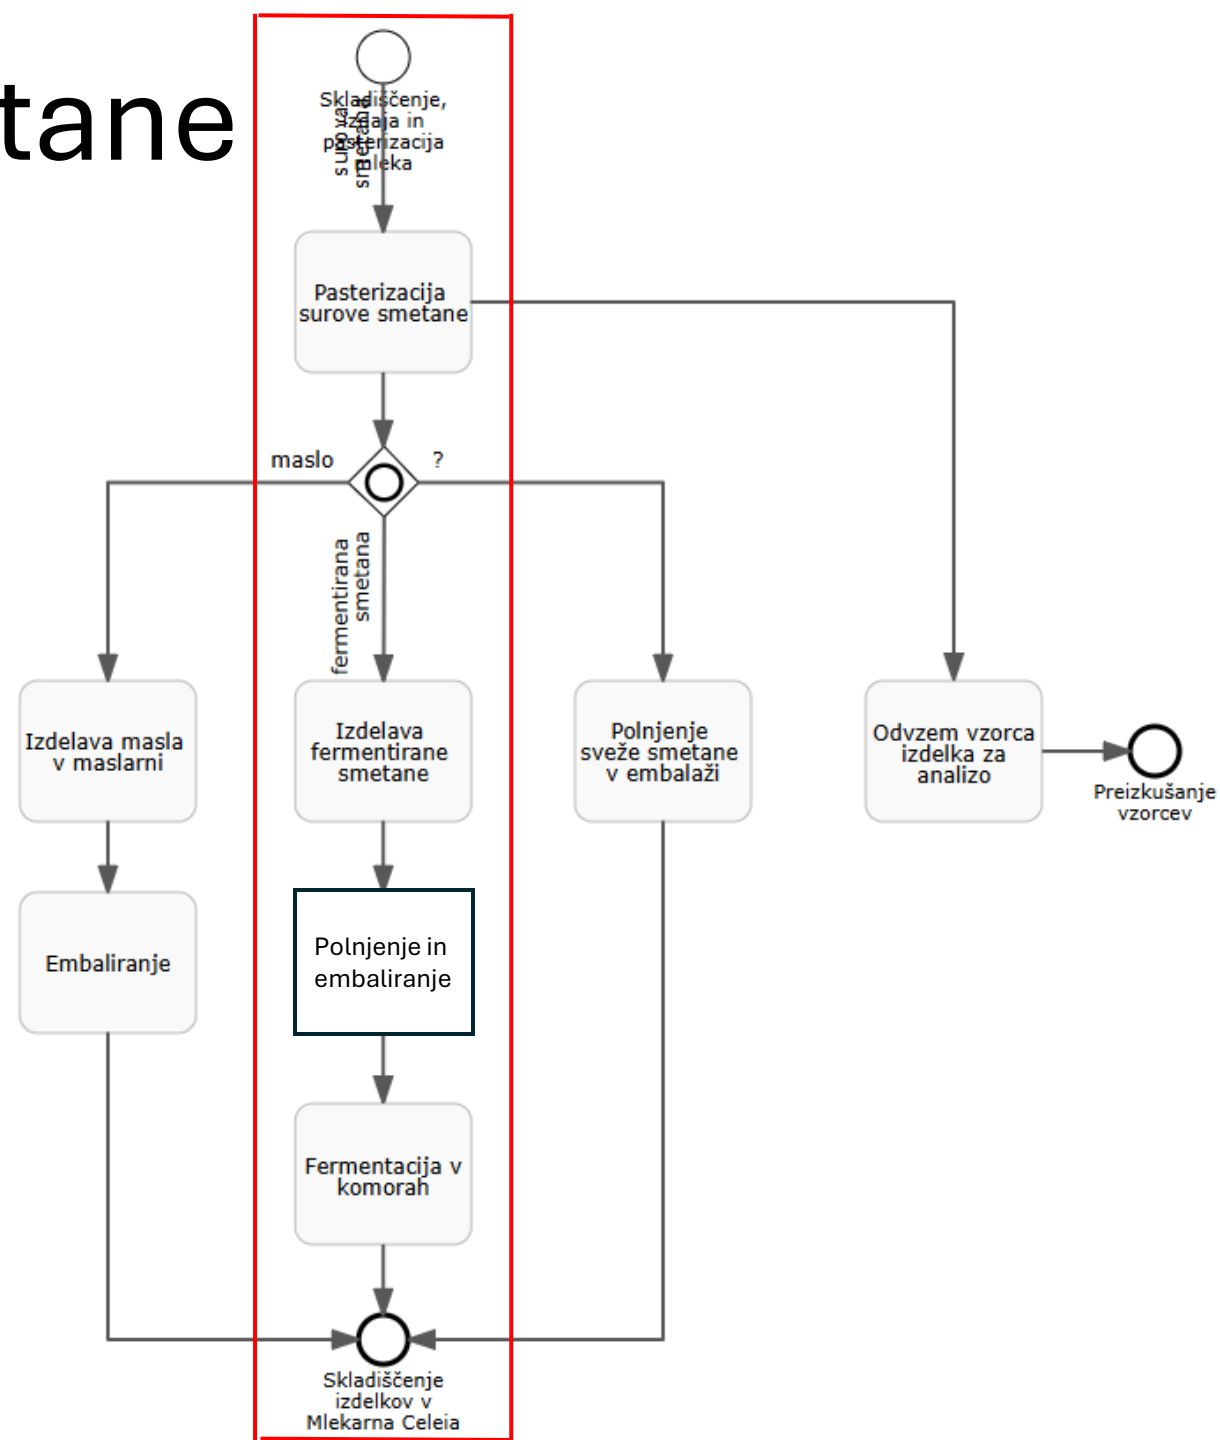 tane
Skladiščenje,
izdaja in
pasterizacija
mleka
surova
smetana
Pasterizacija
surove smetane
maslo
?
fermentirana
smetana
Izdelava masla
v maslarni
Izdelava
fermentirane
smetane
Polnjenje
sveže smetane
v embalaži
Odvzem vzorca
izdelka za
analizo
Preizkušanje
vzorcev
Embaliranje
Polnjenje in
embaliranje
Fermentacija v
komorah
Skladiščenje
izdelkov v
Mlekarna Celeia